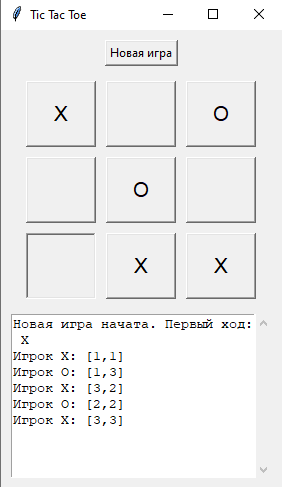 Tic Tac Toe
Новая игра
X O
O
X X
Новая игра начата. Первый ход:
X
Игрок X: [1,1]
Игрок O: [1,3]
Игрок X: [3,2]
Игрок O: [2,2]
Игрок X: [3,3]